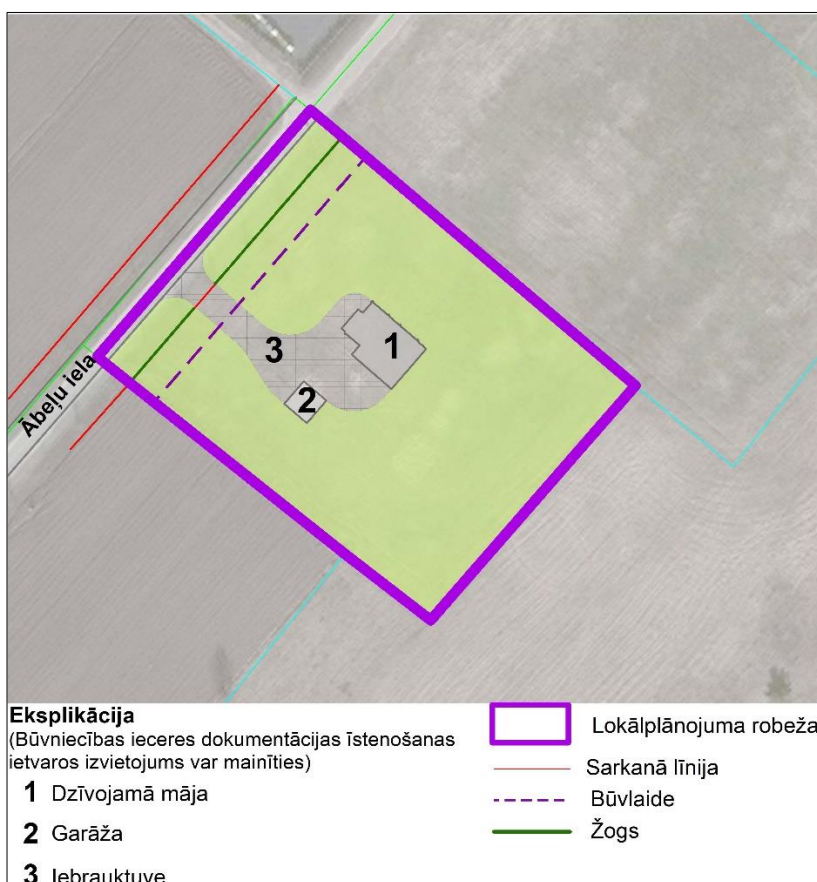 1
3
2
Ābeļu iela
Eksplikācija
(Būvniecības ieceres dokumentācijas īstenošanas
ietvaros izvietojums var mainīties)
1 Dzīvojamā māja
2 Garāža
3 Iebrauktuve
Lokālplānojuma robeža
Sarkanā līnija
Būvlaide
Žogs